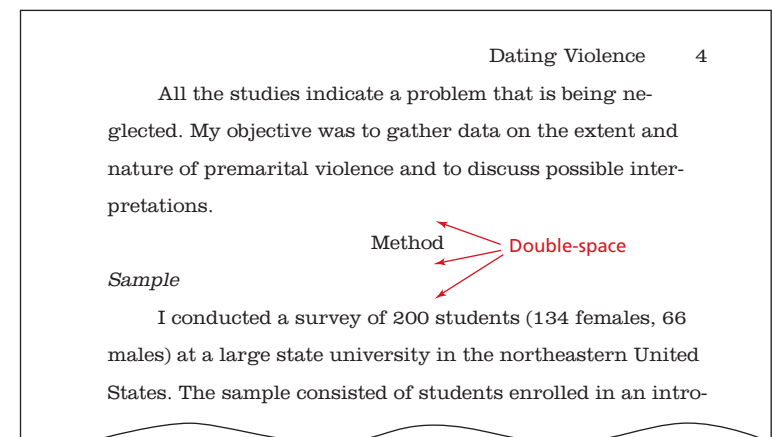 Dating Violence 4
All the studies indicate a problem that is being ne-
glected. My objective was to gather data on the extent and
nature of premarital violence and to discuss possible inter-
pretations.
Method
Double-space
Sample
I conducted a survey of 200 students (134 females, 66
males) at a large state university in the northeastern United
States. The sample consisted of students enrolled in an intro-